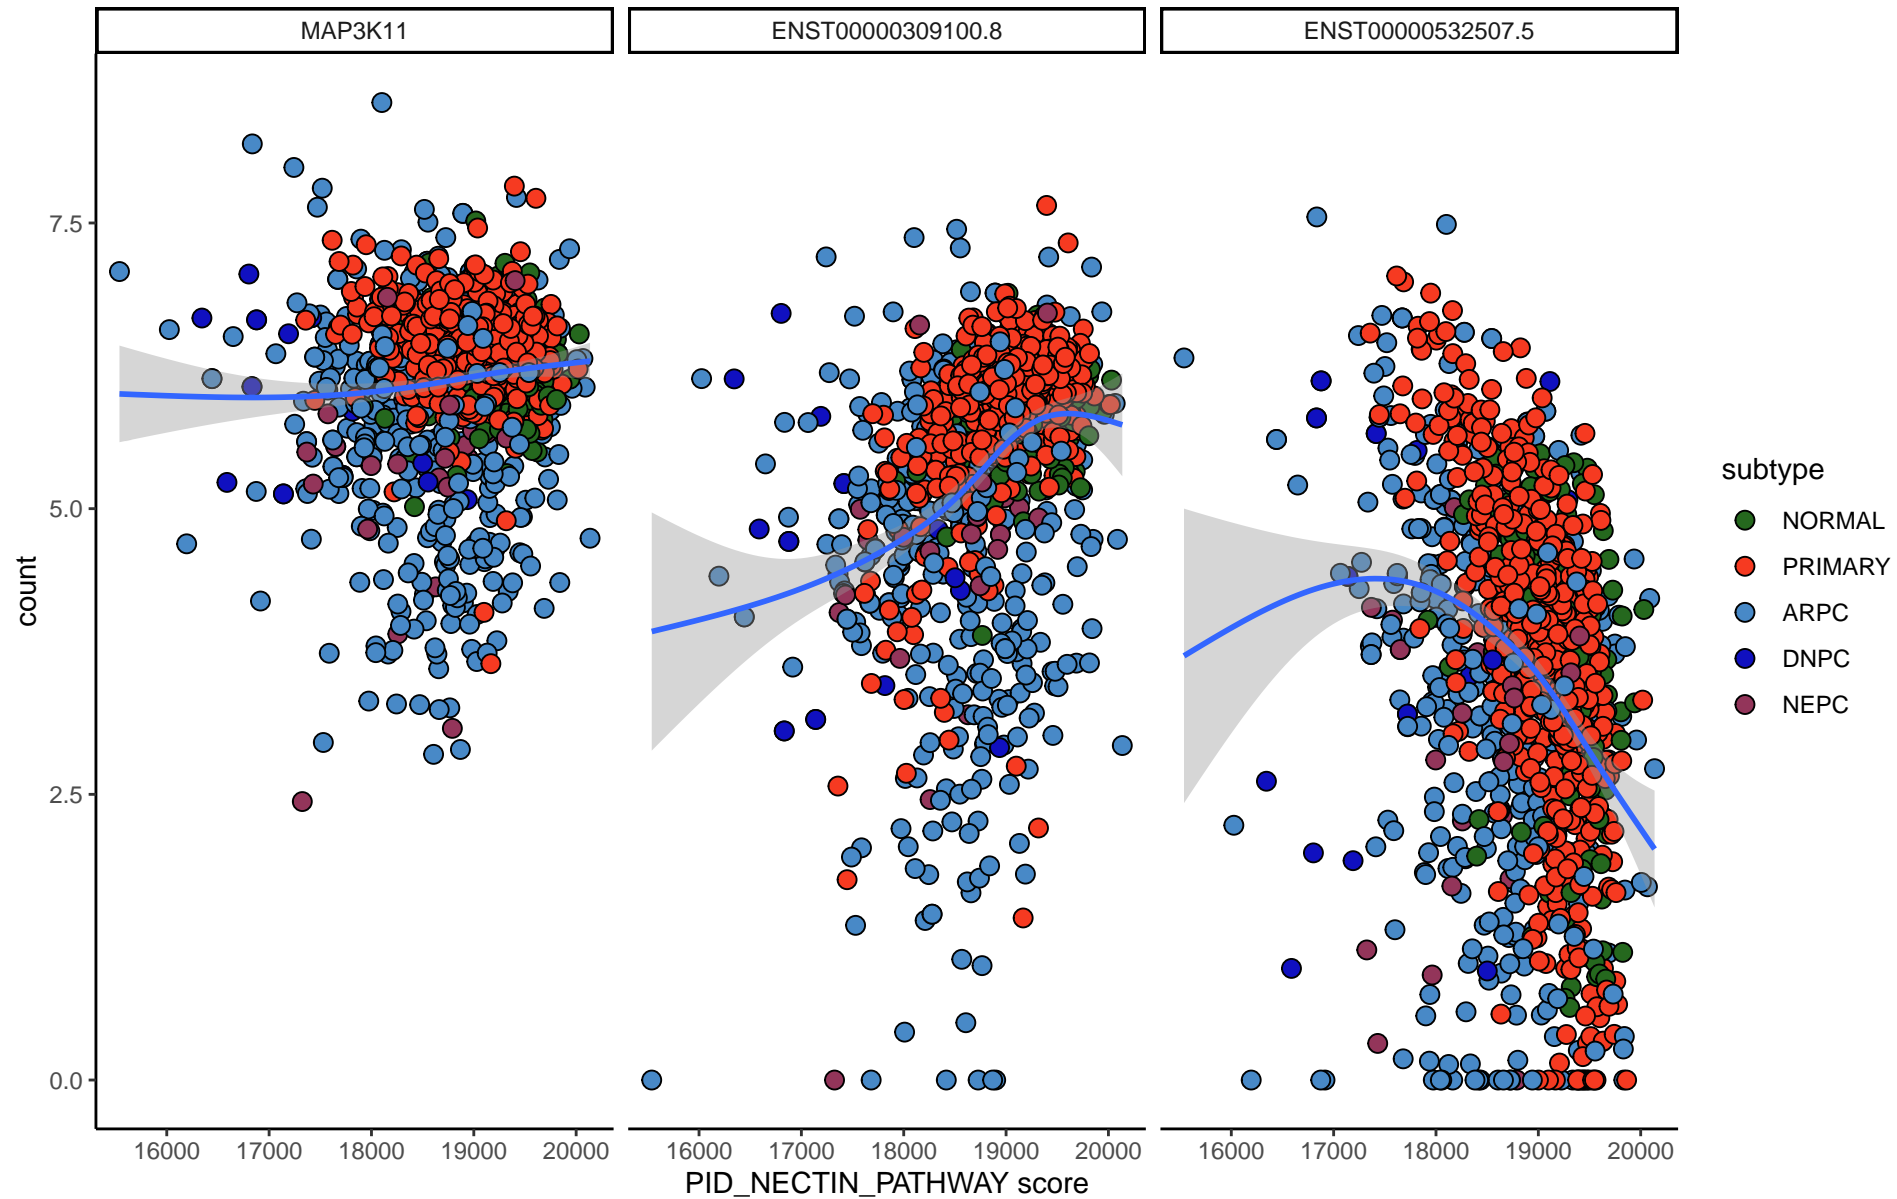 MAP3K11 ENST00000309100.8 ENST00000532507.5
7.5
5.0
2.5
0.0
count
16000 17000 18000 19000 20000 16000 17000 18000 19000 20000 16000 17000 18000 19000 20000
PID_NECTIN_PATHWAY score
subtype
NORMAL
PRIMARY
ARPC
DNPC
NEPC